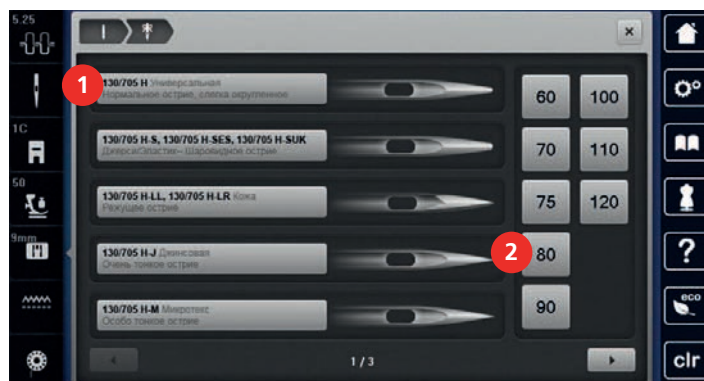 5.25
1
130/705 H Универсальная
Нормальное острие, слегка округленное
60
100
1C
130/705 H-S, 130/705 H-SES, 130/705 H-SUK
Джерси/Эластик– Шаровидное острие
70
110
50
130/705 H-LL, 130/705 H-LR Кожа
Режущее острие
75
120
9mm
130/705 H-J Джинсовая
Очень тонкое острие
2
80
?
130/705 H-M Микротекс
Особо тонкое острие
90
eco
1 / 3
clr